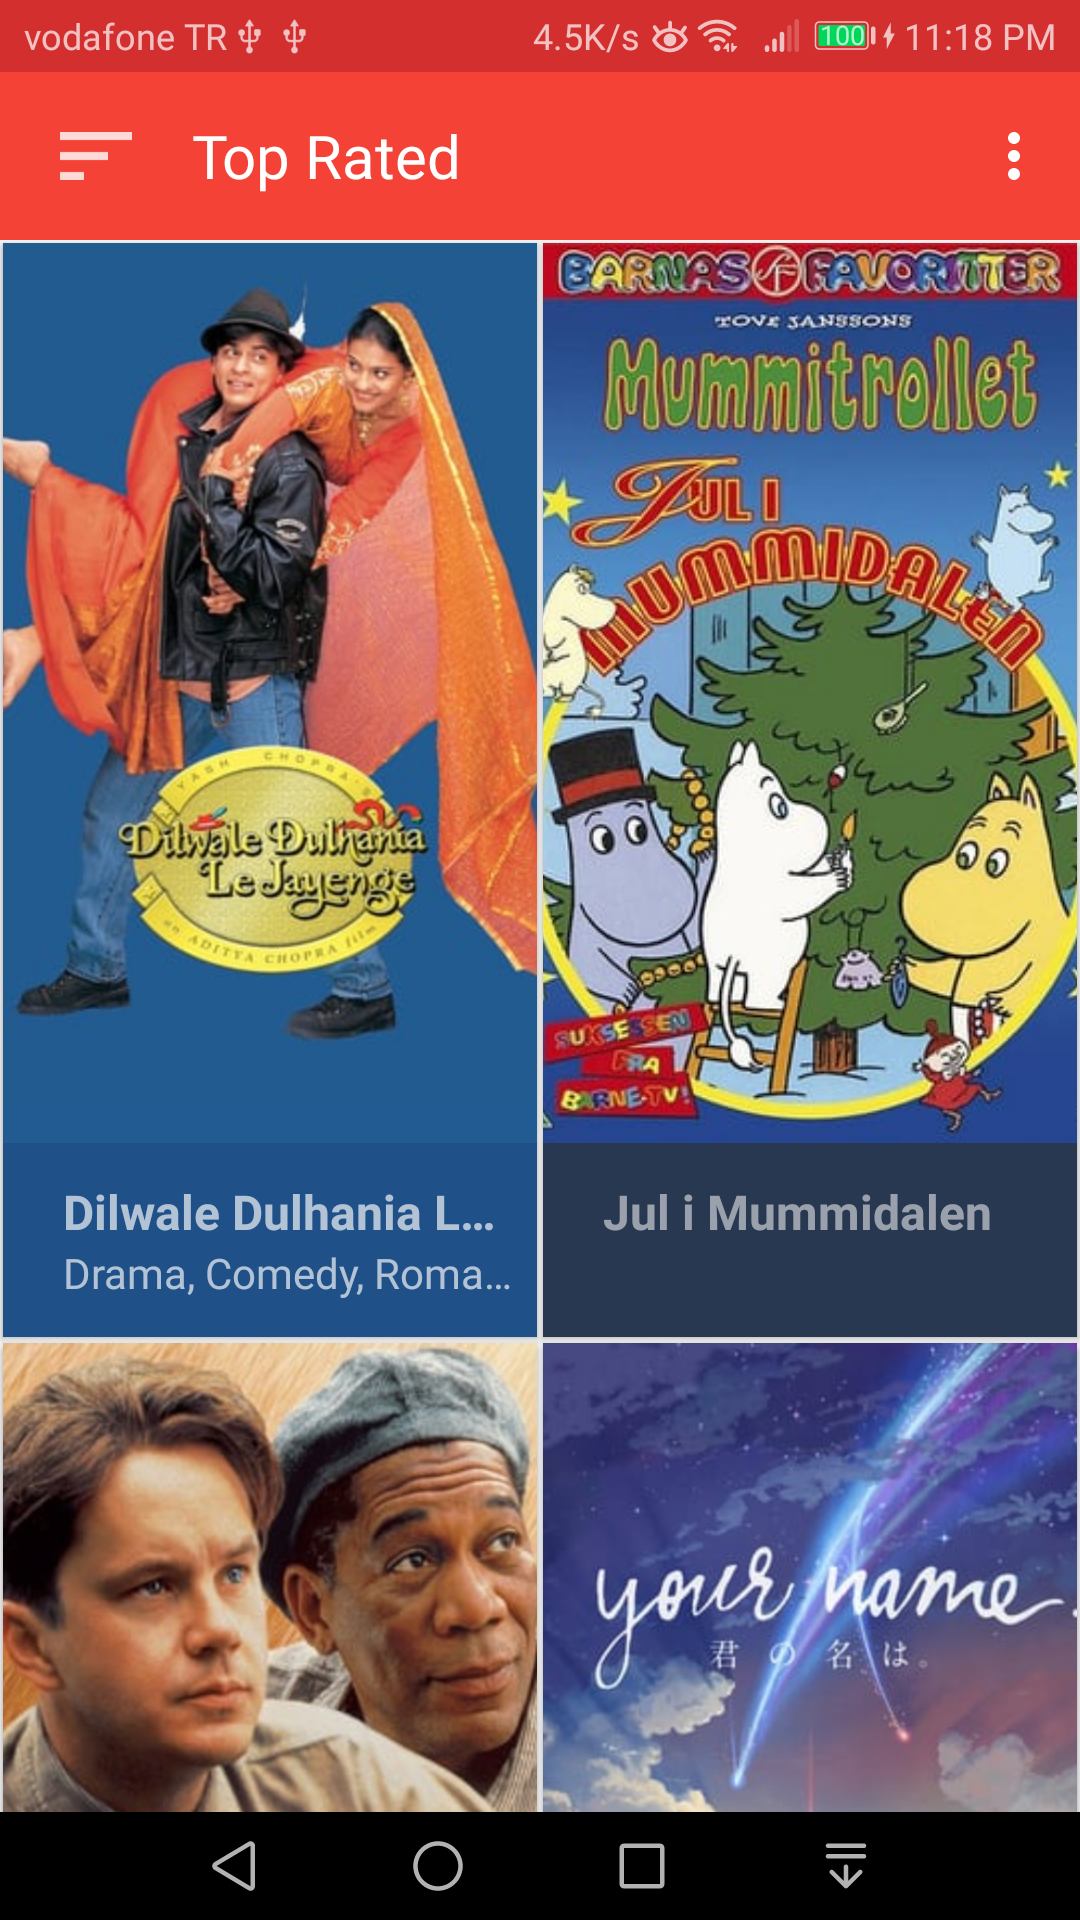 vodafone TR 4.5K/s 100 11:18 PM
Top Rated
YASH CHOPRA'S
Dilwale Dulhania
Le Jayenge
an ADITYA CHOPRA film
BARNAS SF FAVORITTER
TOVE JANSSONS
Mummitrollet
JUL I
MUMMIDALEN
SUKSESSEN
FRA
BARNE-TV!
Dilwale Dulhania L...
Drama, Comedy, Roma...
Jul i Mummidalen
your name.
君の名は。